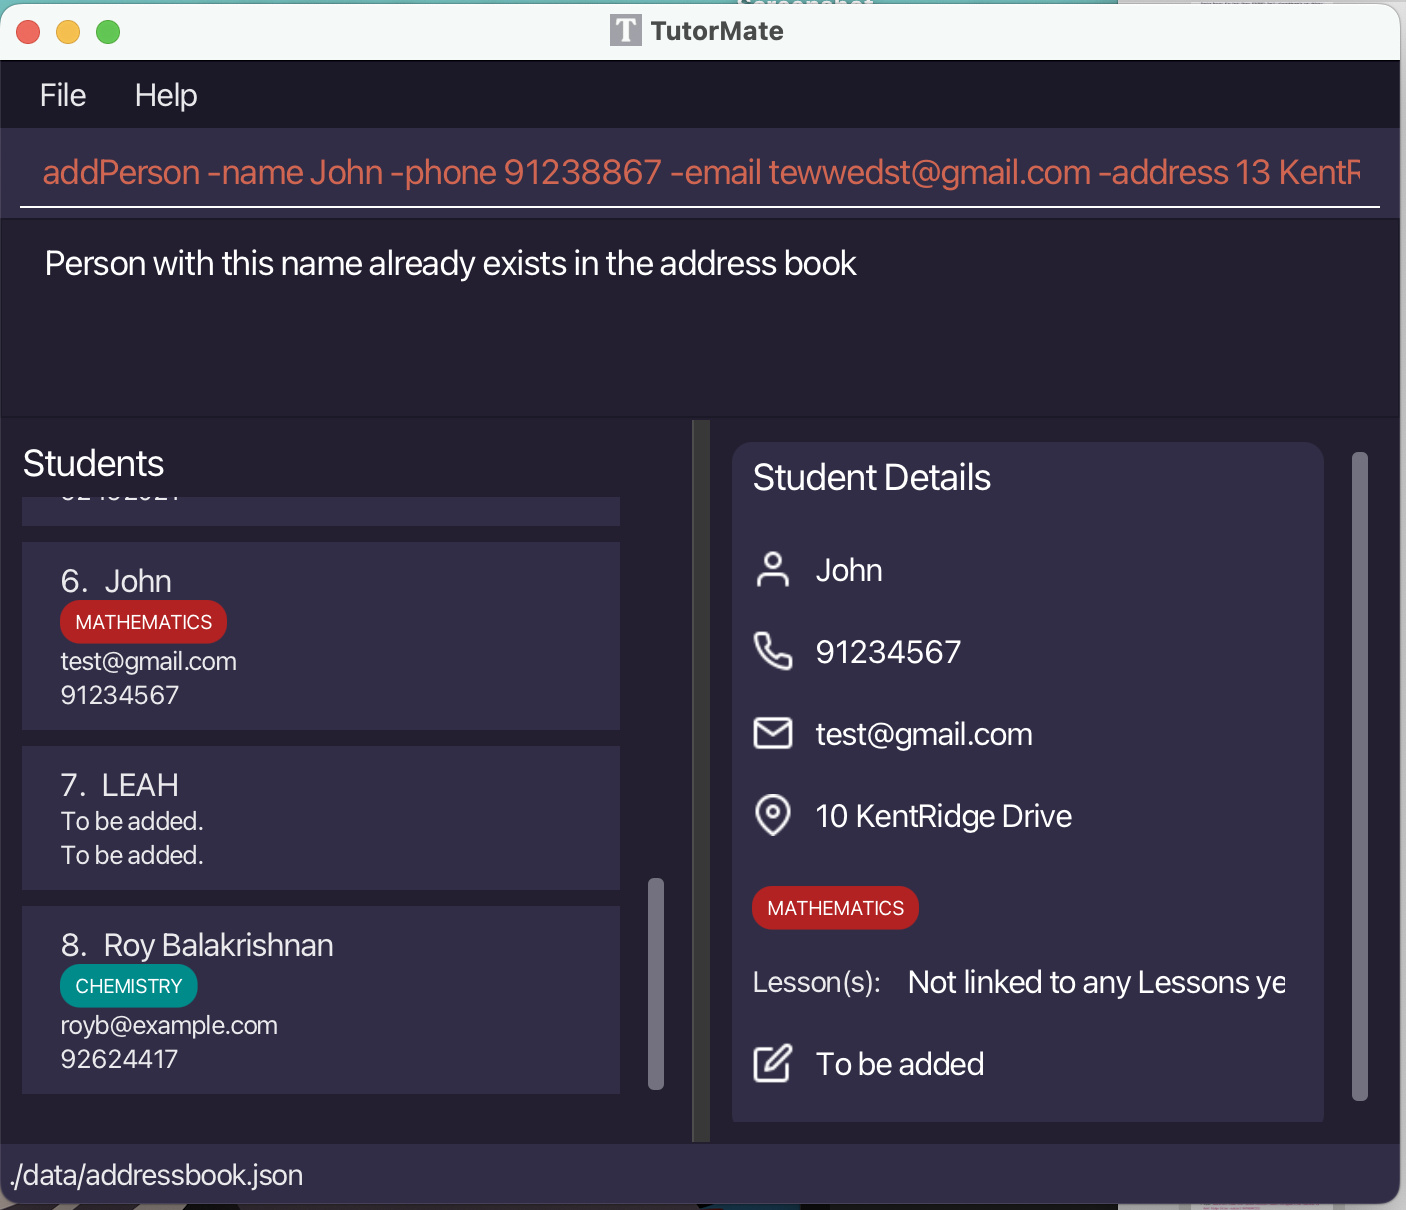 T TutorMate
File Help
addPerson -name John -phone 91238867 -email tewwedst@gmail.com -address 13 KentR
Person with this name already exists in the address book
Students
6. John
MATHEMATICS
test@gmail.com
91234567
7. LEAH
To be added.
To be added.
8. Roy Balakrishnan
CHEMISTRY
royb@example.com
92624417
Student Details
John
91234567
test@gmail.com
10 KentRidge Drive
MATHEMATICS
Lesson(s): Not linked to any Lessons ye
To be added
./data/addressbook.json